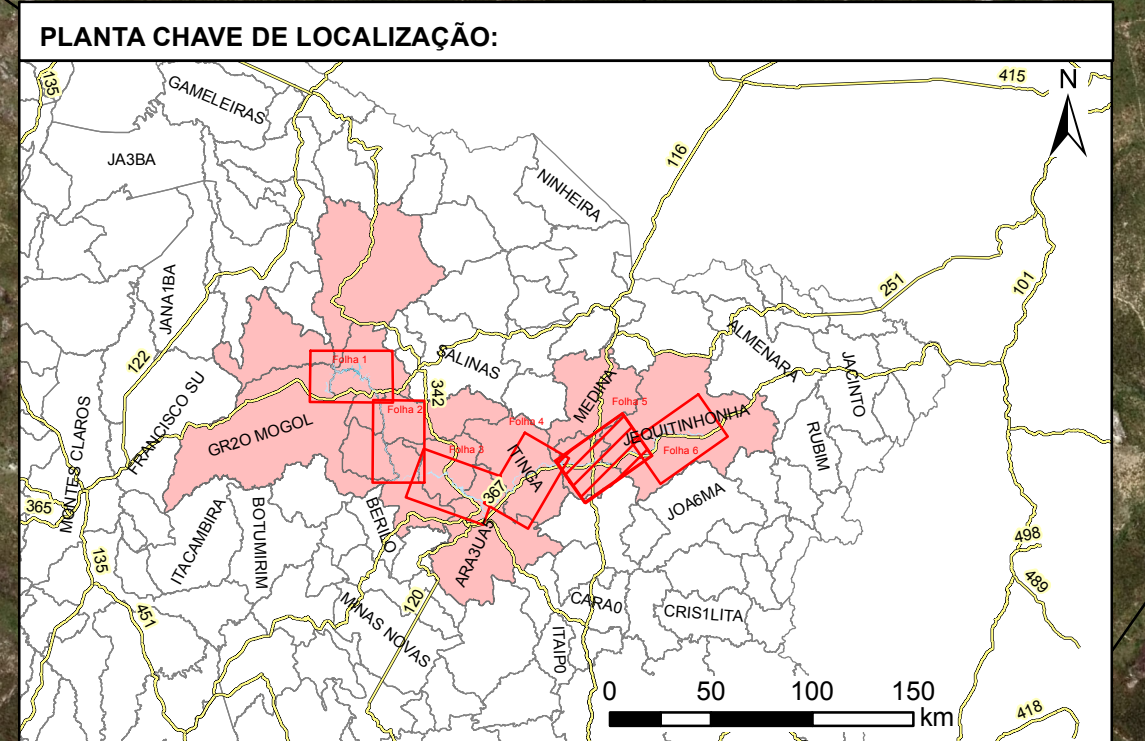 PLANTA CHAVE DE LOCALIZAÇÃO:
135
GAMELEIRAS
415
N
JA3BA
116
NINHEIRA
JANA1BA
251
101
122
Folha 1
SALINAS
ALMENARA
JACINTO
342
MEDINA
FRANCISCO SU
MONTES CLAROS
Folha 2
Folha 5
GR2O MOGOL
Folha 4
JEQUITINHONHA
RUBIM
Folha 3
ITINGA
Folha 6
367
JOA6MA
365
ITACAMBIRA
BOTUMIRIM
BERILO
ARA3UA5
498
135
451
120
MINAS NOVAS
CARA0
CRIS1LITA
489
ITAIP0
0 50 100 150
km
418